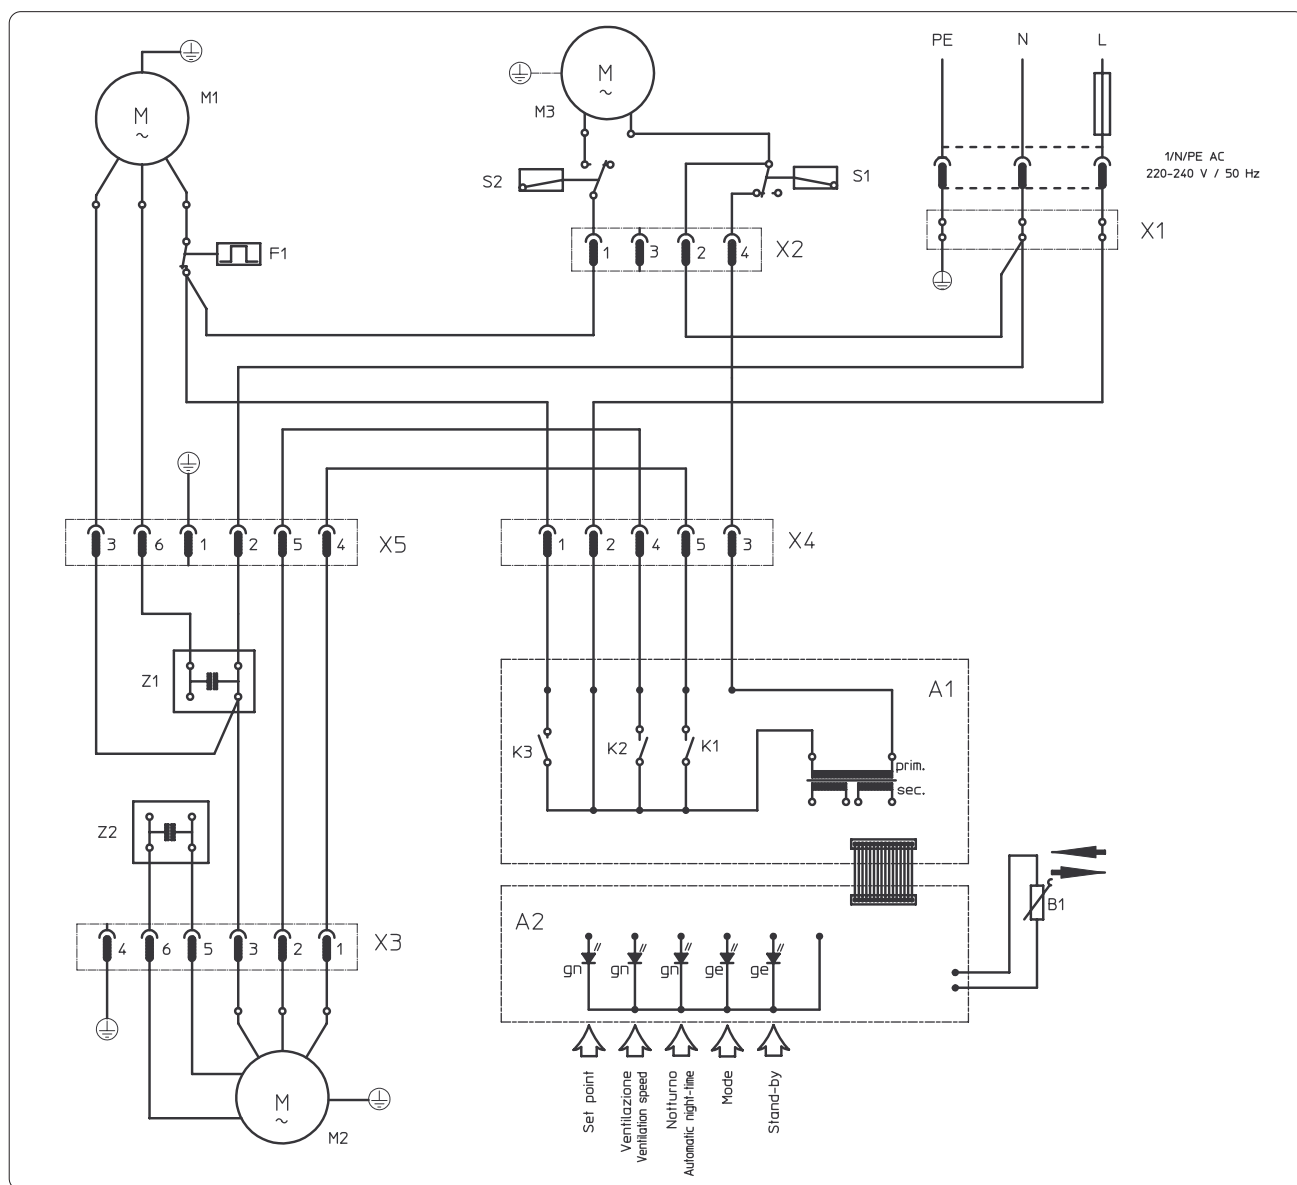 PE N L
M
~
M1
M
~
M3
1/N/PE AC
220-240 V / 50 Hz
S2
S1
X1
F1
1 3 2 4
X2
3 6 1 2 5 4
X5
1 2 4 5 3
X4
Z1
A1
K3
K2
K1
prim.
sec.
Z2
A2
B1
gn gn gn ge ge
4 6 5 3 2 1
X3
M
~
M2
Set point
Ventilazione
Ventilation speed
Notturno
Automatic night-time
Mode
Stand-by